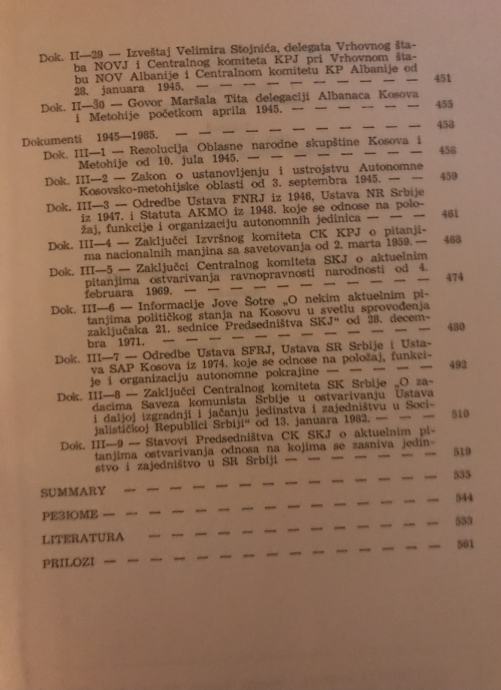 Dok. II—29 — Izveštaj Velimira Stojnića, delegata Vrhovnog šta-
ba NOVJ i Centralnog komiteta KPJ pri Vrhovnom šta-
bu NOV Albanije i Centralnom komitetu KP Albanije od
28. januara 1945. — — — — — — — — 451
Dok. II—30 — Govor Maršala Tita delegaciji Albanaca Kosova
i Metohije početkom aprila 1945. — — — — — 455
Dokumenti 1945—1985. — — — — — — — — — 458
Dok. III—1 — Rezolucija Oblasne narodne skupštine Kosova i
Metohije od 10. jula 1945. — — — — — — — 458
Dok. III—2 — Zakon o ustanovljenju i ustrojstvu Autonomne
Kosovsko-metohijske oblasti od 3. septembra 1945. — — 459
Dok. III—3 — Odredbe Ustava FNRJ iz 1946, Ustava NR Srbije
iz 1947. i Statuta AKMO iz 1948. koje se odnose na polo-
žaj, funkcije i organizaciju autonomnih jedinica — — — 461
Dok. III—4 — Zaključci Izvršnog komiteta CK KPJ o pitanji-
ma nacionalnih manjina sa savetovanja od 2. marta 1959. — 468
Dok. III—5 — Zaključci Centralnog komiteta SKJ o aktuelnim
pitanjima ostvarivanja ravnopravnosti narodnosti od 4.
februara 1969. — — — — — — — — — 474
Dok. III—6 — Informacije Jove Šotre „O nekim aktuelnim pi-
tanjima političkog stanja na Kosovu u svetlu sprovođenja
zaključaka 21. sednice Predsedništva SKJ“ od 28. decem-
bra 1971. — — — — — — — — — — 480
Dok. III—7 — Odredbe Ustava SFRJ, Ustava SR Srbije i Usta-
va SAP Kosova iz 1974. koje se odnose na položaj, funkci-
je i organizaciju autonomne pokrajine — — — — 492
Dok. III—8 — Zaključci Centralnog komiteta SK Srbije „O za-
dacima Saveza komunista Srbije u ostvarivanju Ustava
i daljoj izgradnji i jačanju jedinstva i zajedništvu u Soci-
jalističkoj Republici Srbiji“ od 13. januara 1982. — — — 510
Dok. III—9 — Stavovi Predsedništva CK SKJ o aktuelnim pi-
tanjima ostvarivanja odnosa na kojima se zasniva jedin-
stvo i zajedništvo u SR Srbiji — — — — — — 519
SUMMARY — — — — — — — — — — — 535
РЕЗЮМЕ — — — — — — — — — — — — 544
LITERATURA — — — — — — — — — — 553
PRILOZI — — — — — — — — — — — — 561